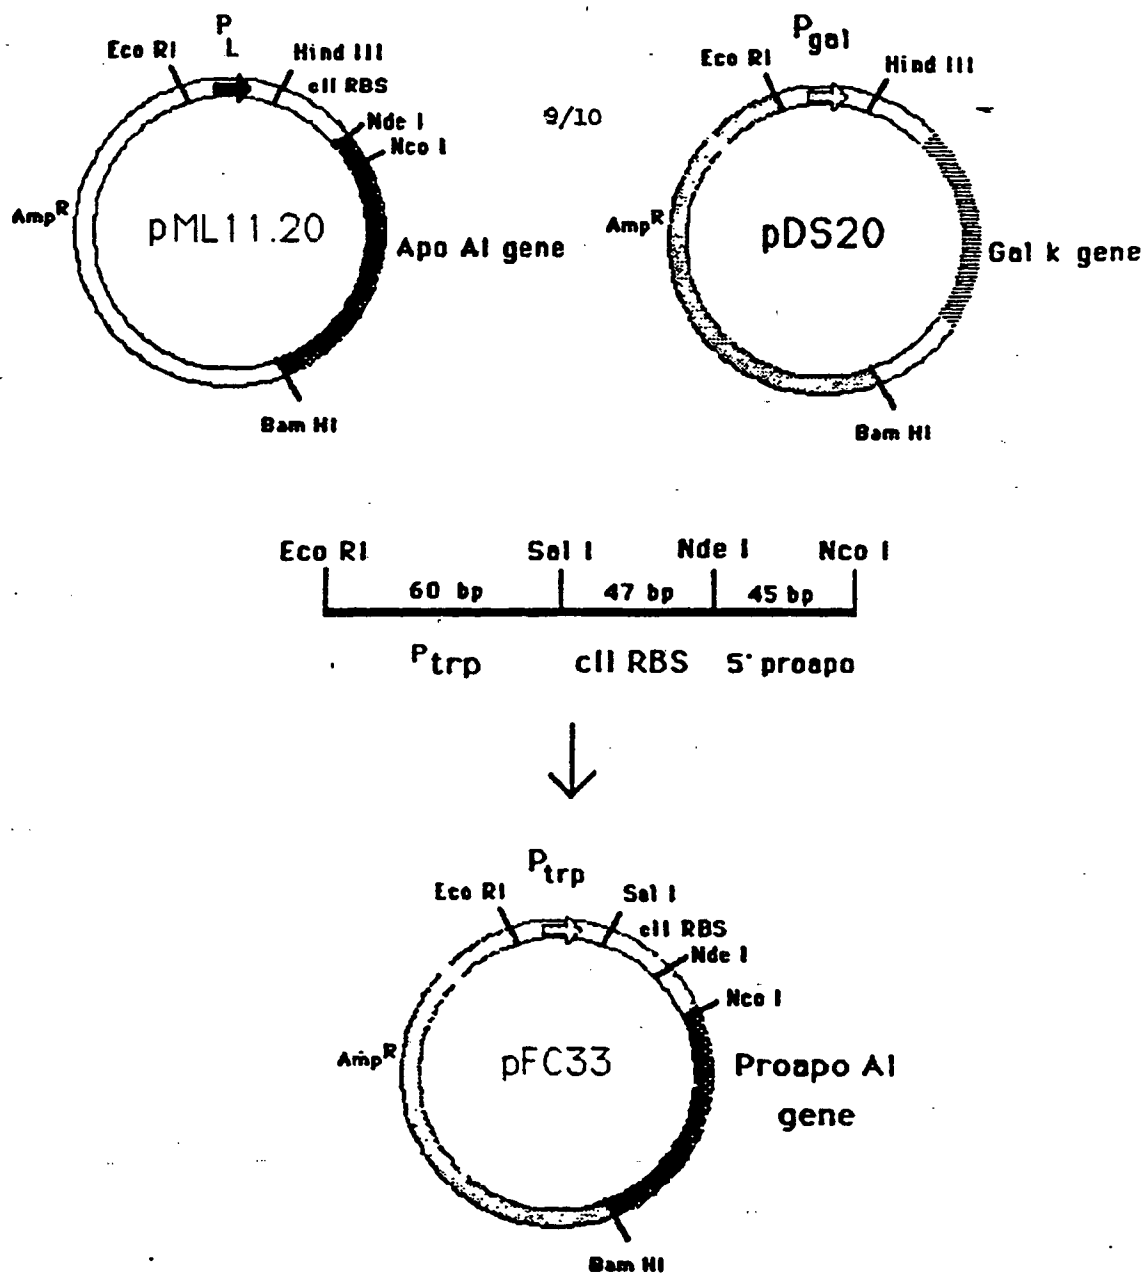 P L
Eco RI
Hind III
cII RBS
Nde I
Nco I
Amp R
pML11.20
Apo AI gene
Bam HI
9/10
P gal
Eco RI
Hind III
Amp R
pDS20
Gal k gene
Bam HI
Eco RI Sal I Nde I Nco I
60 bp 47 bp 45 bp
P trp cII RBS 5' proapo
P trp
Eco RI
Sal I
cII RBS
Nde I
Nco I
Amp R
pFC33
Proapo AI
gene
Bam HI